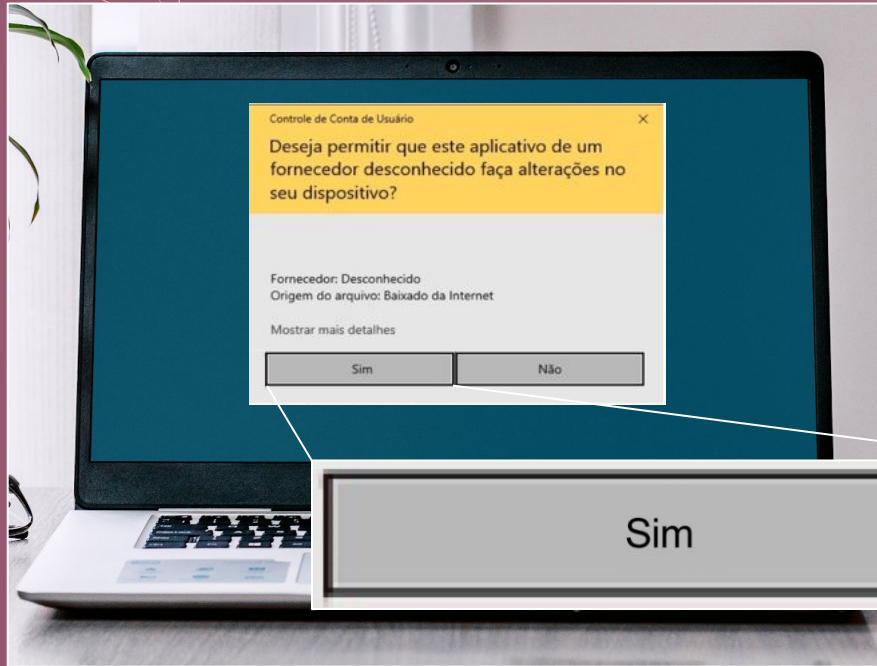 Controle de Conta de Usuário
Deseja permitir que este aplicativo de um
fornecedor desconhecido faça alterações no
seu dispositivo?
Fornecedor: Desconhecido
Origem do arquivo: Baixado da Internet
Mostrar mais detalhes
Sim
Não
Sim